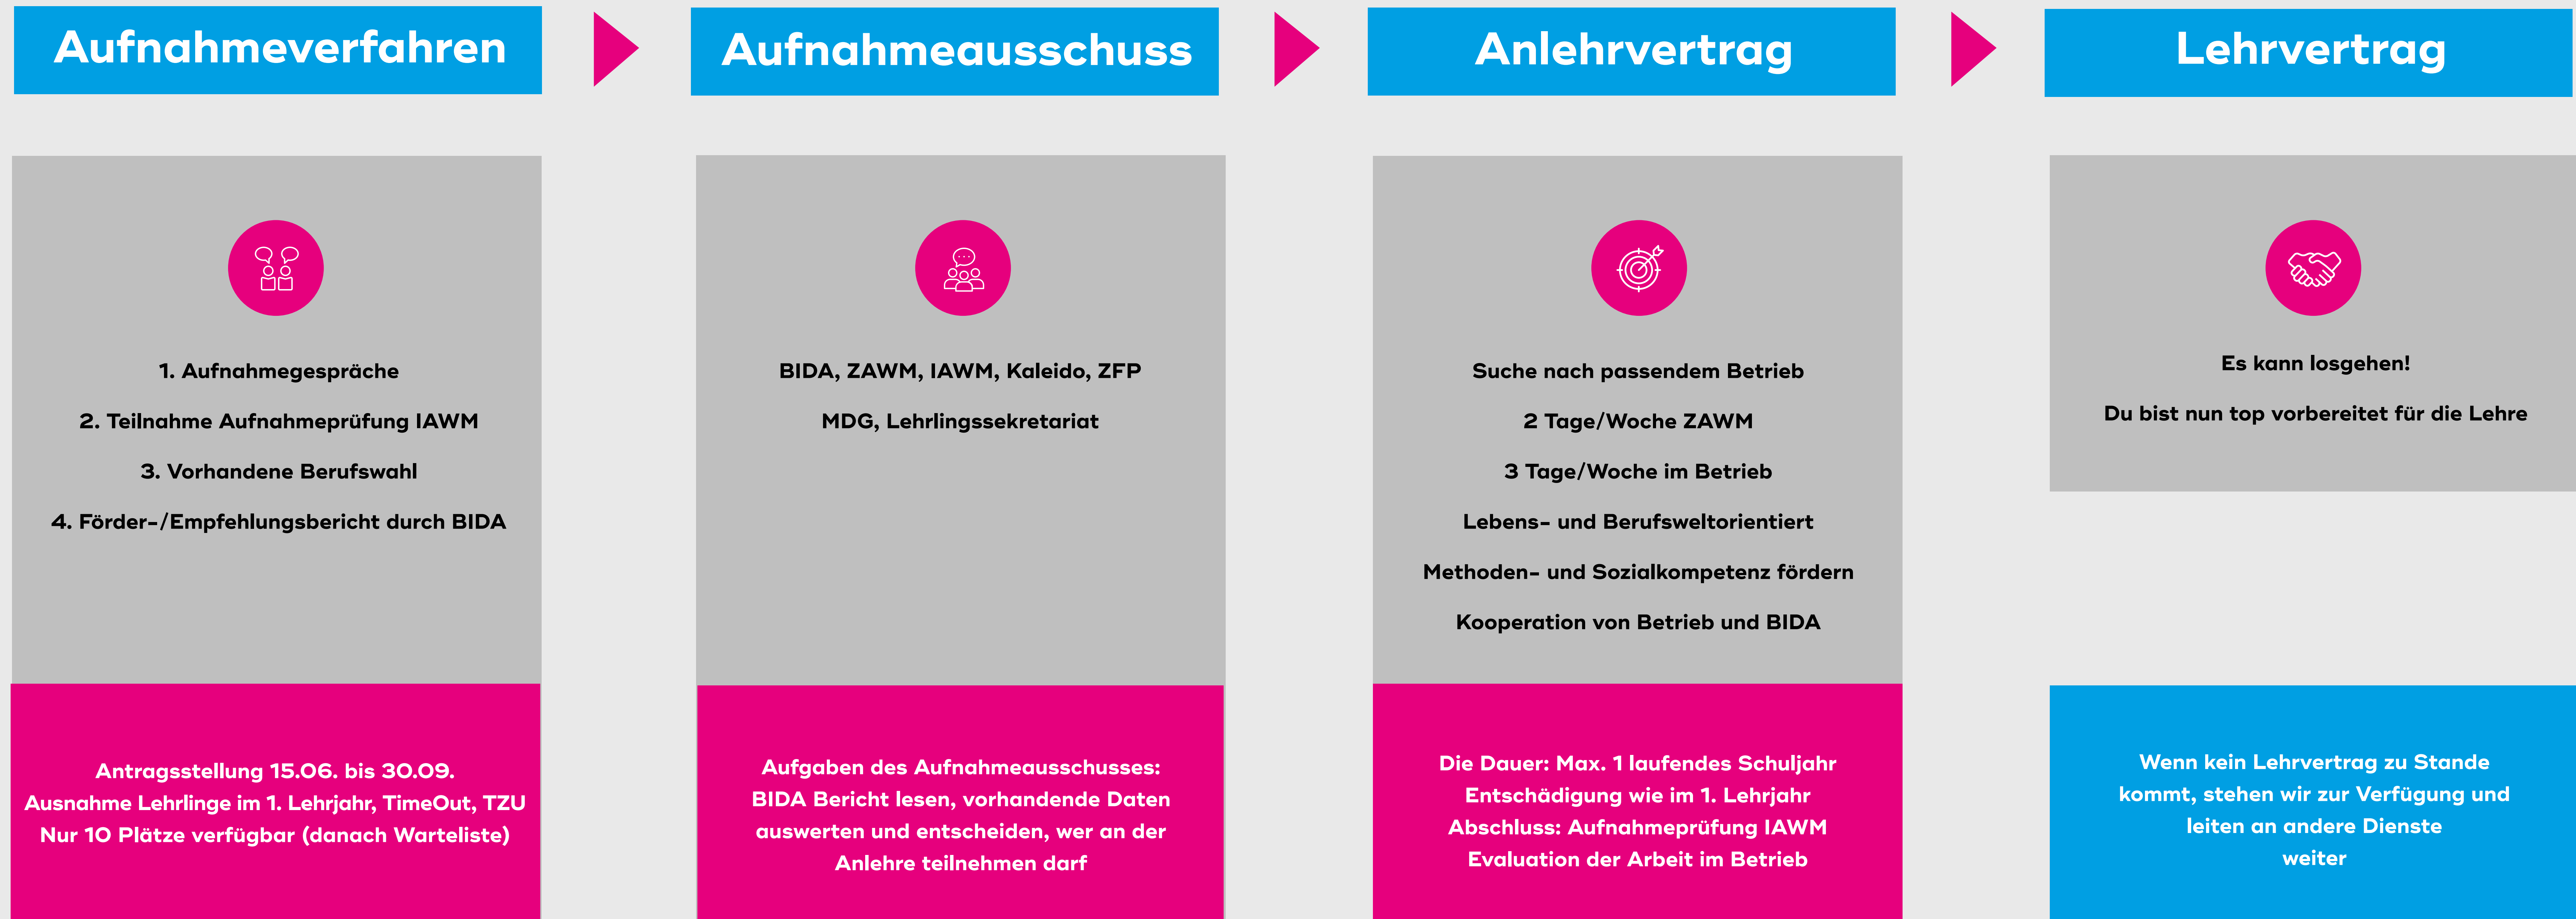 Aufnahmeverfahren
Aufnahmeausschuss
Anlehrvertrag
Lehrvertrag
1. Aufnahmegespräche
2. Teilnahme Aufnahmeprüfung IAWM
3. Vorhandene Berufswahl
4. Förder-/Empfehlungsbericht durch BIDA
Antragsstellung 15.06. bis 30.09.
Ausnahme Lehrlinge im 1. Lehrjahr, TimeOut, TZU
Nur 10 Plätze verfügbar (danach Warteliste)
BIDA, ZAWM, IAWM, Kaleido, ZFP
MDG, Lehrlingssekretariat
Aufgaben des Aufnahmeausschusses:
BIDA Bericht lesen, vorhandende Daten
auswerten und entscheiden, wer an der
Anlehre teilnehmen darf
Suche nach passendem Betrieb
2 Tage/Woche ZAWM
3 Tage/Woche im Betrieb
Lebens- und Berufsweltorientiert
Methoden- und Sozialkompetenz fördern
Kooperation von Betrieb und BIDA
Die Dauer: Max. 1 laufendes Schuljahr
Entschädigung wie im 1. Lehrjahr
Abschluss: Aufnahmeprüfung IAWM
Evaluation der Arbeit im Betrieb
Es kann losgehen!
Du bist nun top vorbereitet für die Lehre
Wenn kein Lehrvertrag zu Stande
kommt, stehen wir zur Verfügung und
leiten an andere Dienste
weiter